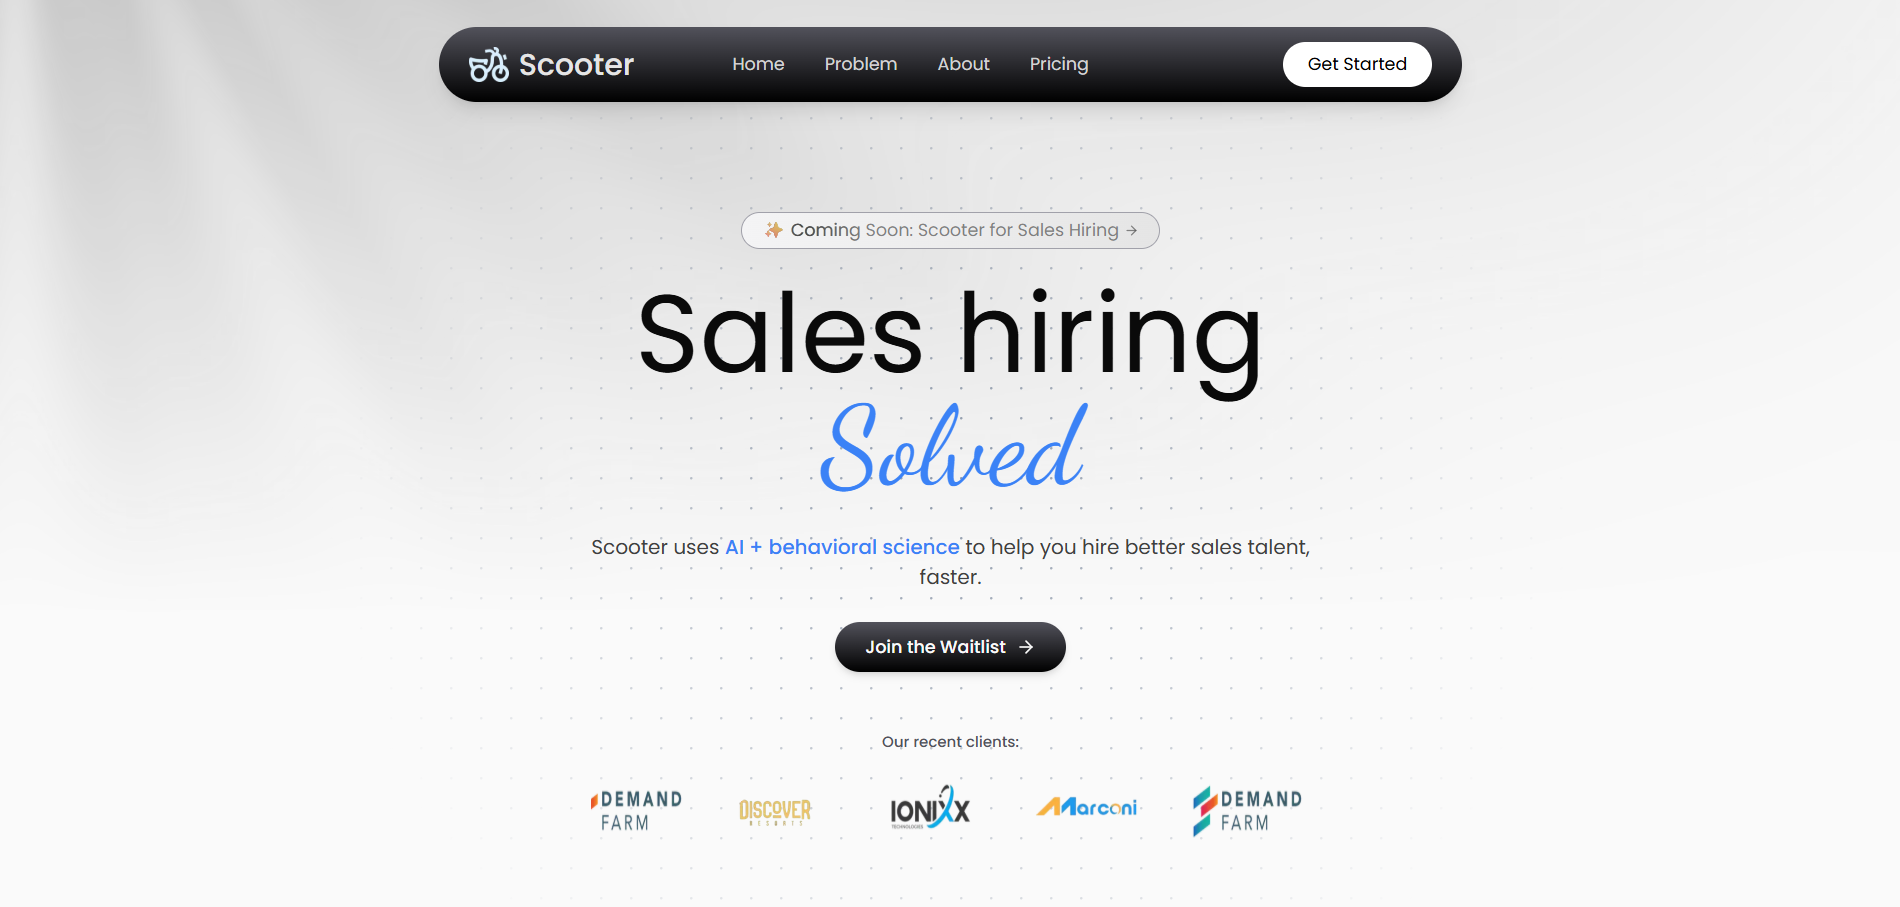 Scooter
Home
Problem
About
Pricing
Get Started
✨ Coming Soon: Scooter for Sales Hiring →
Sales hiring
Solved
Scooter uses AI + behavioral science to help you hire better sales talent,
faster.
Join the Waitlist →
Our recent clients:
DEMAND
FARM
DISCOVER
RESORTS
IONIXX
TECHNOLOGIES
Marconi
DEMAND
FARM